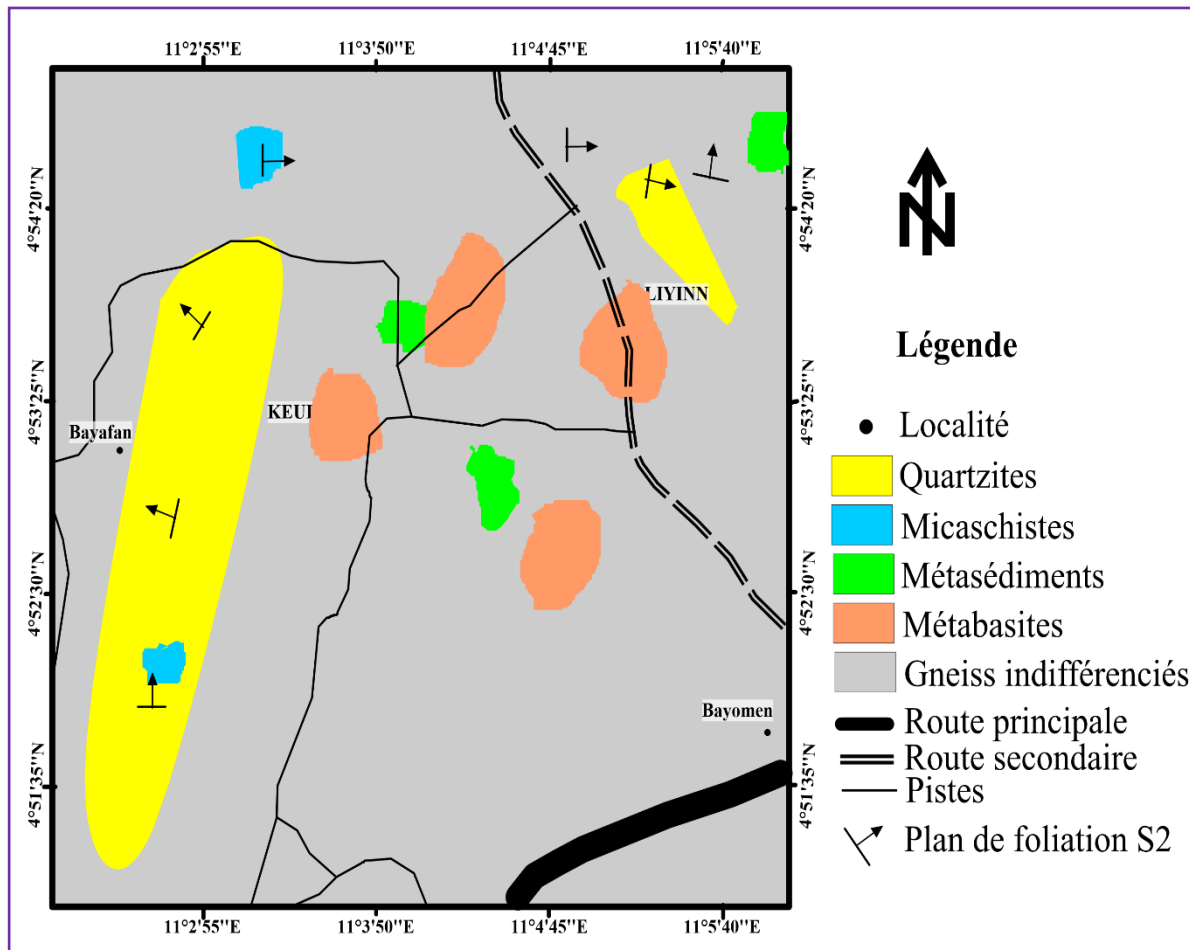 11°2'55"E 11°3'50"E 11°4'45"E 11°5'40"E
4°54'20"N 4°54'20"N
N
LIYINN
Légende
4°53'25"N KEUI 4°53'25"N
Bayafan
Localité
Quartzites
Micaschistes
4°52'30"N 4°52'30"N
Métasédiments
Métabasites
Gneiss indifférenciés
Bayomen
Route principale
Route secondaire
4°51'35"N 4°51'35"N
Pistes
Plan de foliation S2
11°2'55"E 11°3'50"E 11°4'45"E 11°5'40"E